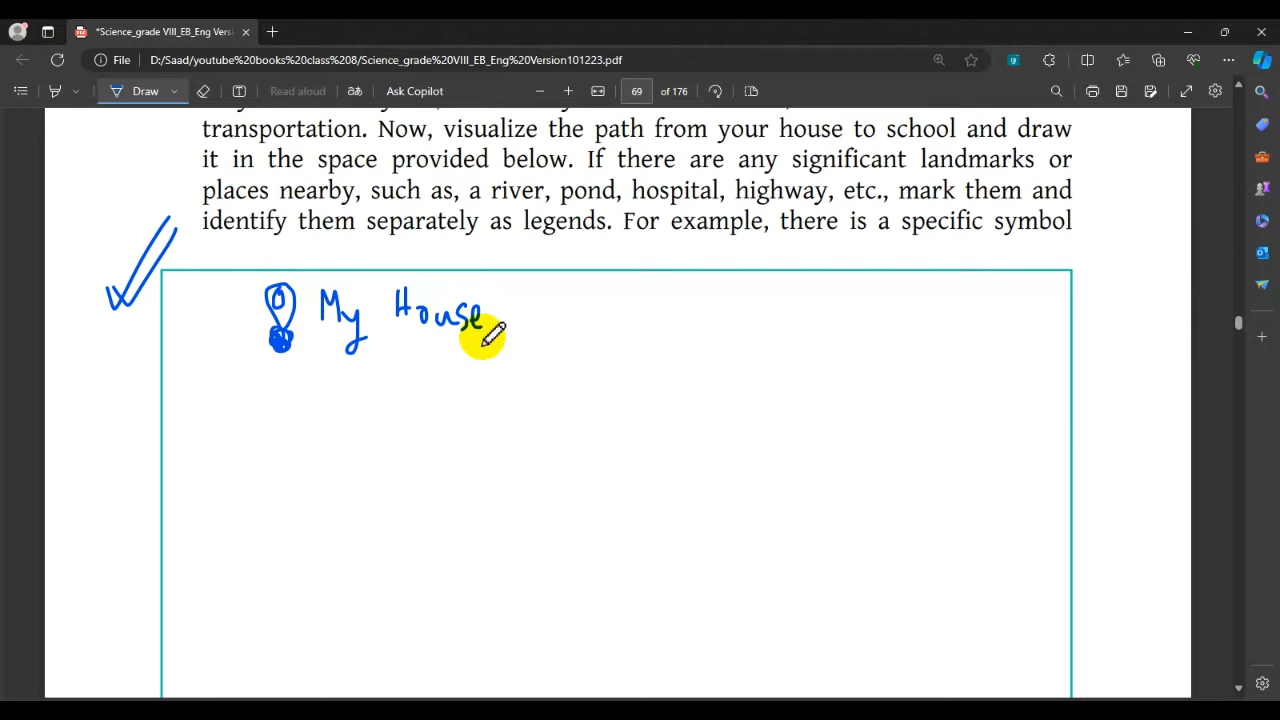 *Science_grade VIII_EB_Eng Versi
File
D:/Saad/youtube%20books%20class%208/Science_grade%20VIII_EB_Eng%20Version101223.pdf
Draw
Read aloud
aあ
Ask Copilot
69
of 176
transportation. Now, visualize the path from your house to school and draw
it in the space provided below. If there are any significant landmarks or
places nearby, such as, a river, pond, hospital, highway, etc., mark them and
identify them separately as legends. For example, there is a specific symbol
My House